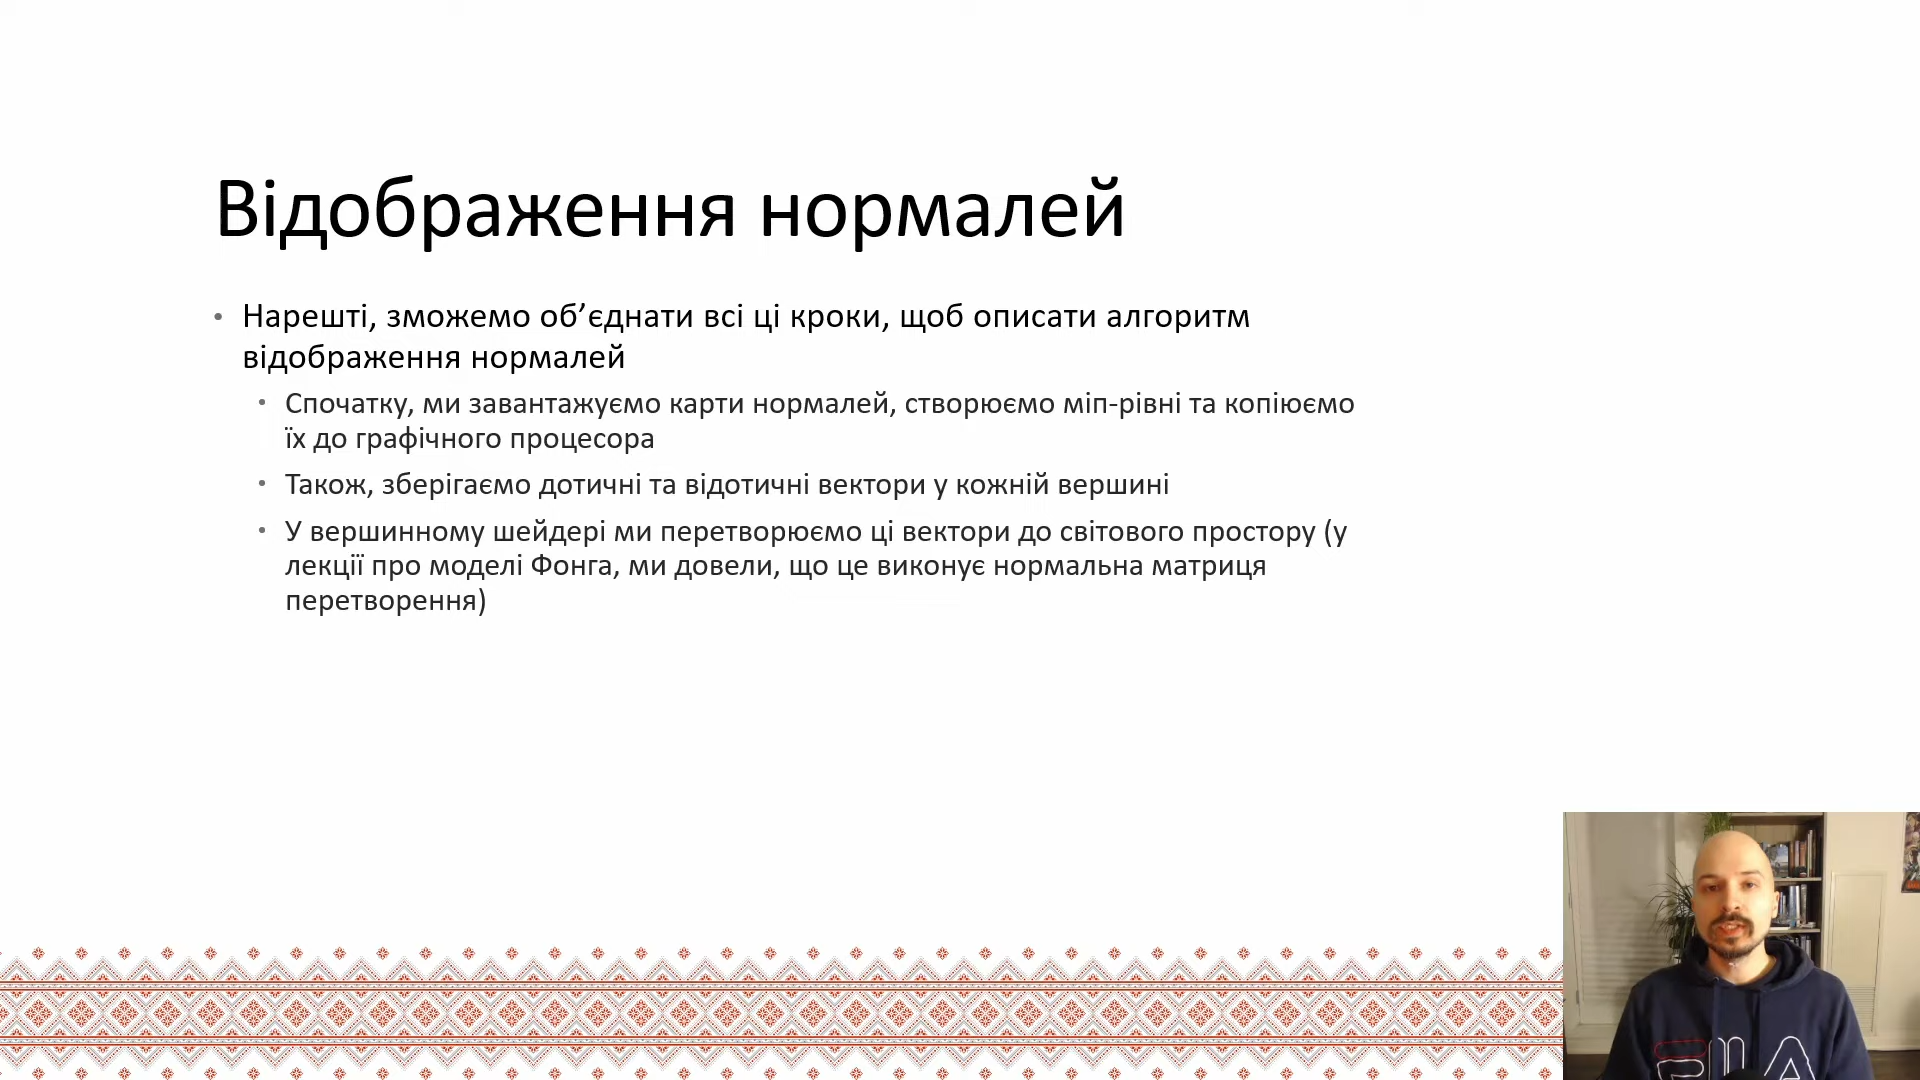 Відображення нормалей
• Нарешті, зможемо об’єднати всі ці кроки, щоб описати алгоритм
відображення нормалей
• Спочатку, ми завантажуємо карти нормалей, створюємо міп-рівні та копіюємо
їх до графічного процесора
• Також, зберігаємо дотичні та відотичні вектори у кожній вершині
• У вершинному шейдері ми перетворюємо ці вектори до світового простору (у
лекції про моделі Фонга, ми довели, що це виконує нормальна матриця
перетворення)
FILA